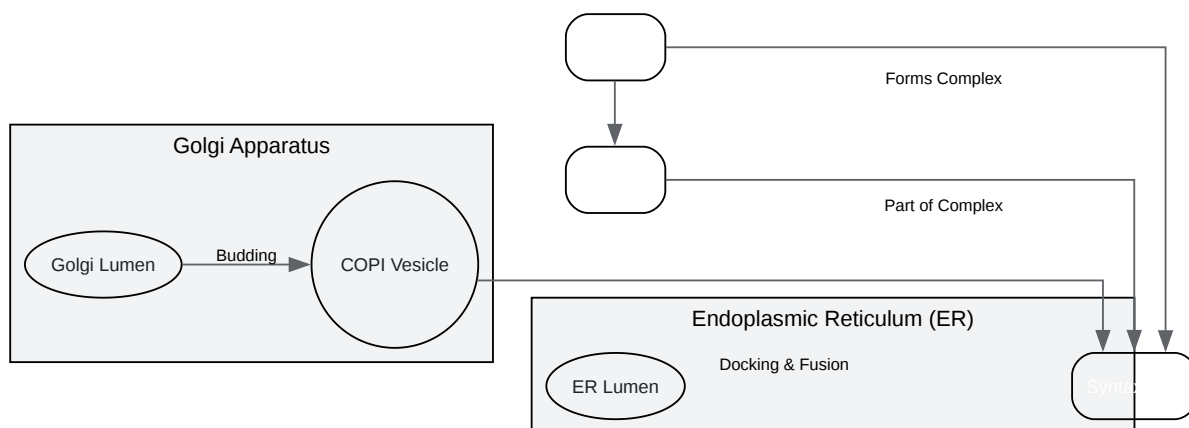 Forms Complex
Golgi Apparatus
Part of Complex
Budding
Golgi Lumen
COPI Vesicle
Endoplasmic Reticulum (ER)
Docking & Fusion
ER Lumen